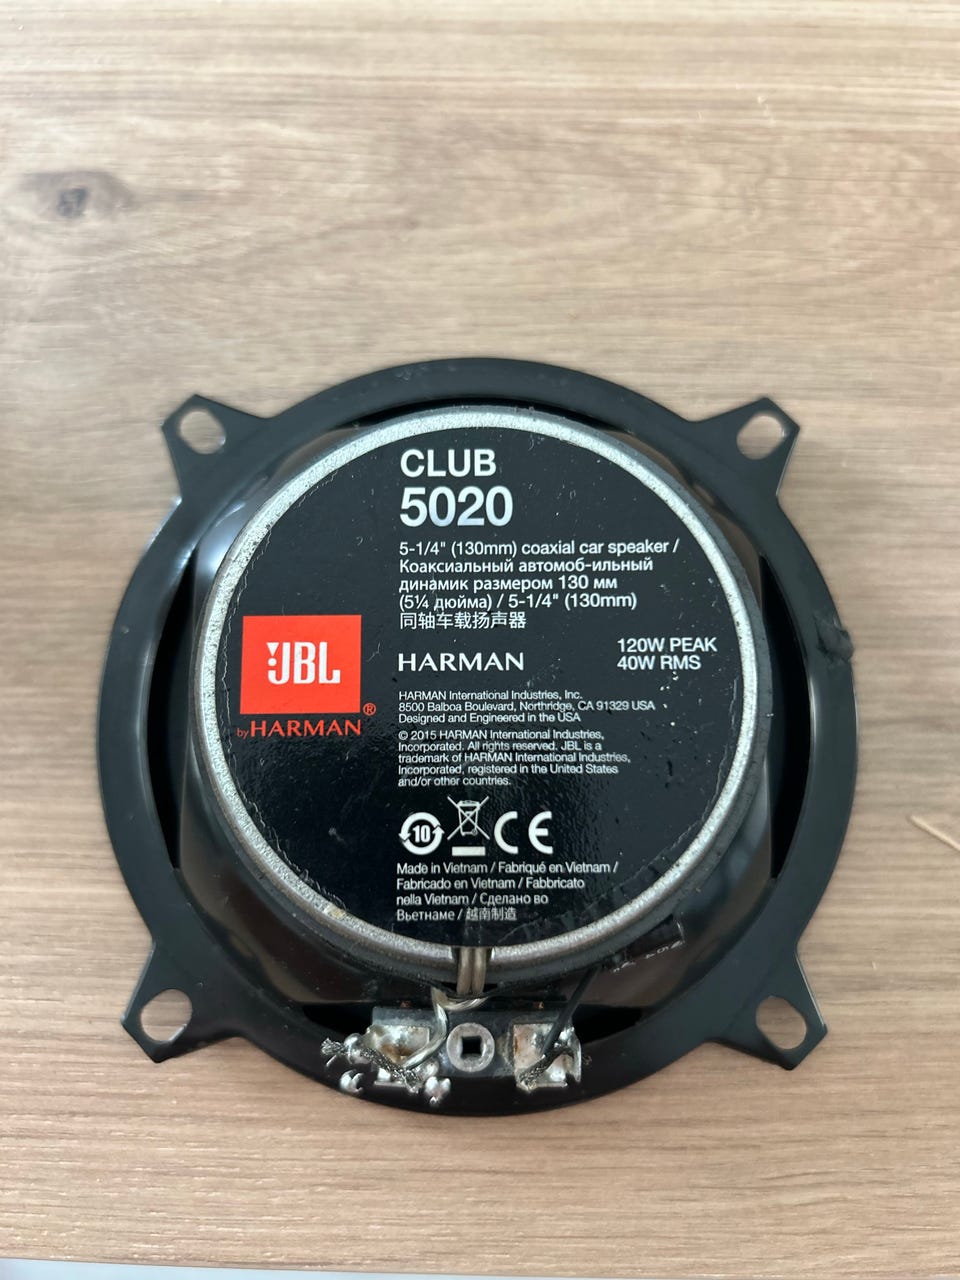 CLUB
5020
5-1/4" (130mm) coaxial car speaker /
Коаксиальный автомоб-ильный
динамик размером 130 мм
(5¼ дюйма) / 5-1/4" (130mm)
同轴车载扬声器
120W PEAK
40W RMS
JBL
®
by HARMAN
HARMAN
HARMAN International Industries, Inc.
8500 Balboa Boulevard, Northridge, CA 91329 USA
Designed and Engineered in the USA
© 2015 HARMAN International Industries,
Incorporated. All rights reserved. JBL is a
trademark of HARMAN International Industries,
Incorporated, registered in the United States
and/or other countries.
10
CE
Made in Vietnam / Fabriqué en Vietnam /
Fabricado en Vietnam / Fabbricato
nella Vietnam / Сделано во
Вьетнаме / 越南制造